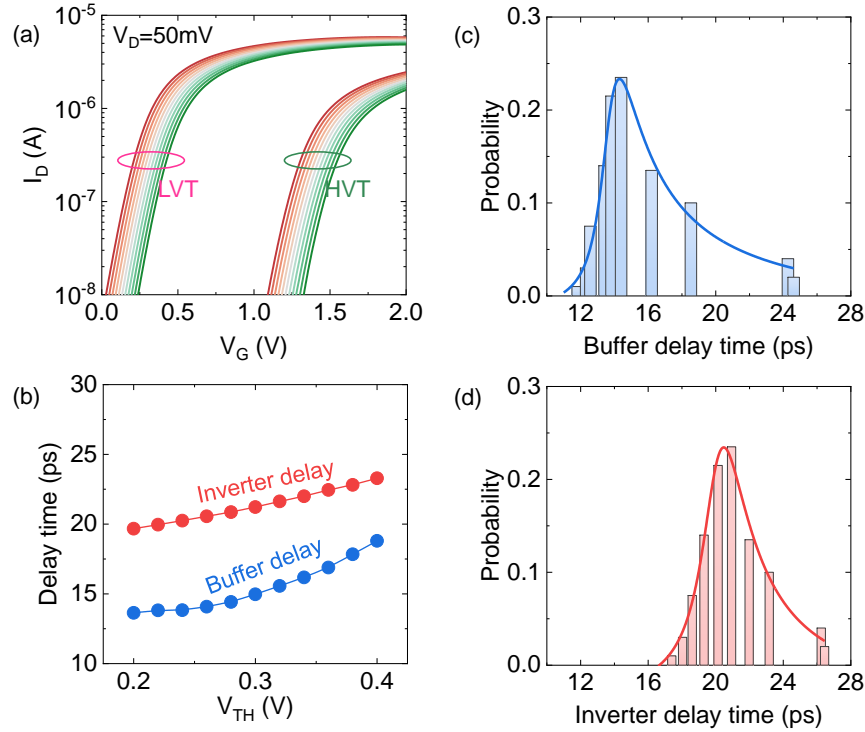 (a)
V_D=50mV
10^-5
10^-6
10^-7
10^-8
I_D (A)
LVT
HVT
0.0 0.5 1.0 1.5 2.0
V_G (V)
(c)
0.3
0.2
0.1
0.0
Probability
12 16 20 24 28
Buffer delay time (ps)
(b)
30
25
20
15
10
Delay time (ps)
Inverter delay
Buffer delay
0.2 0.3 0.4
V_TH (V)
(d)
0.3
0.2
0.1
0.0
Probability
12 16 20 24 28
Inverter delay time (ps)